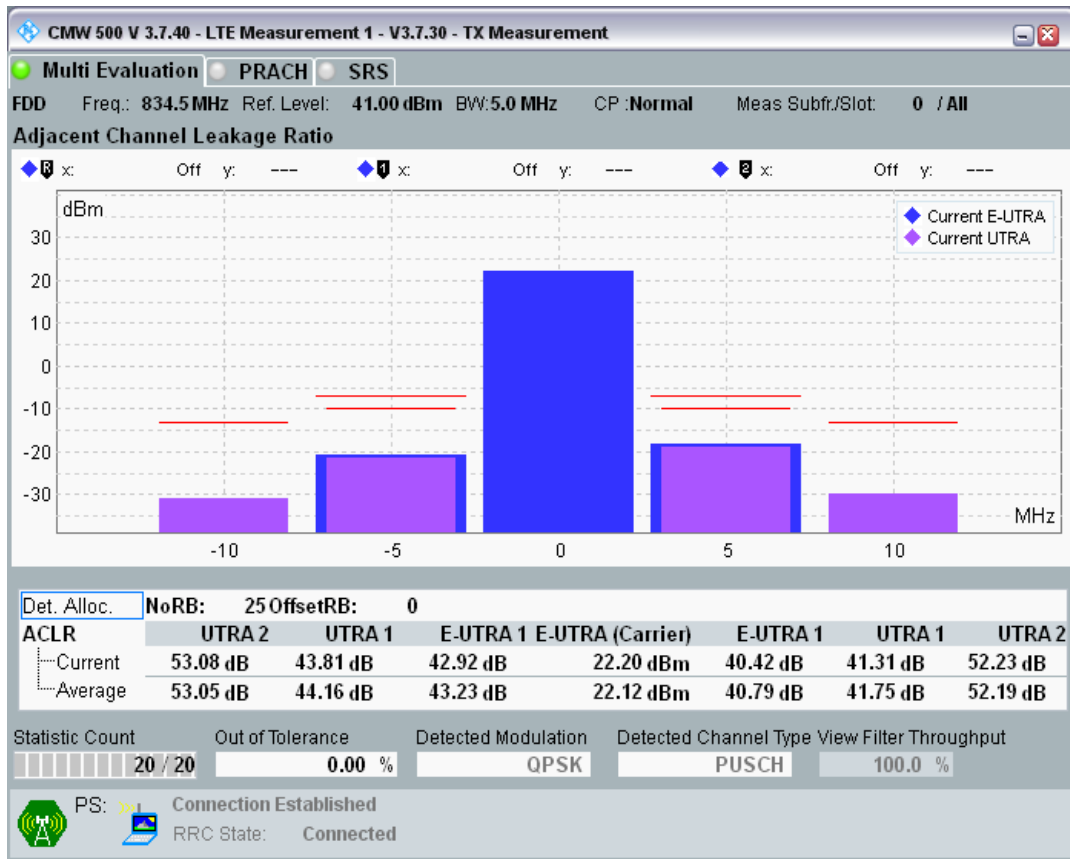 CMW 500 V 3.7.40 - LTE Measurement 1 - V3.7.30 - TX Measurement
Multi Evaluation PRACH SRS
FDD Freq.: 834.5 MHz Ref. Level: 41.00 dBm BW:5.0 MHz CP :Normal Meas Subfr./Slot: 0 / All
Adjacent Channel Leakage Ratio
R x: Off y: --- 1 x: Off y: --- 2 x: Off y: ---
dBm
Current E-UTRA
Current UTRA
30
20
10
0
-10
-20
-30
MHz
-10 -5 0 5 10
Det. Alloc. NoRB: 25 OffsetRB: 0
ACLR UTRA 2 UTRA 1 E-UTRA 1 E-UTRA (Carrier) E-UTRA 1 UTRA 1 UTRA 2
Current 53.08 dB 43.81 dB 42.92 dB 22.20 dBm 40.42 dB 41.31 dB 52.23 dB
Average 53.05 dB 44.16 dB 43.23 dB 22.12 dBm 40.79 dB 41.75 dB 52.19 dB
Statistic Count Out of Tolerance Detected Modulation Detected Channel Type View Filter Throughput
20 / 20 0.00 % QPSK PUSCH 100.0 %
PS: Connection Established
RRC State: Connected